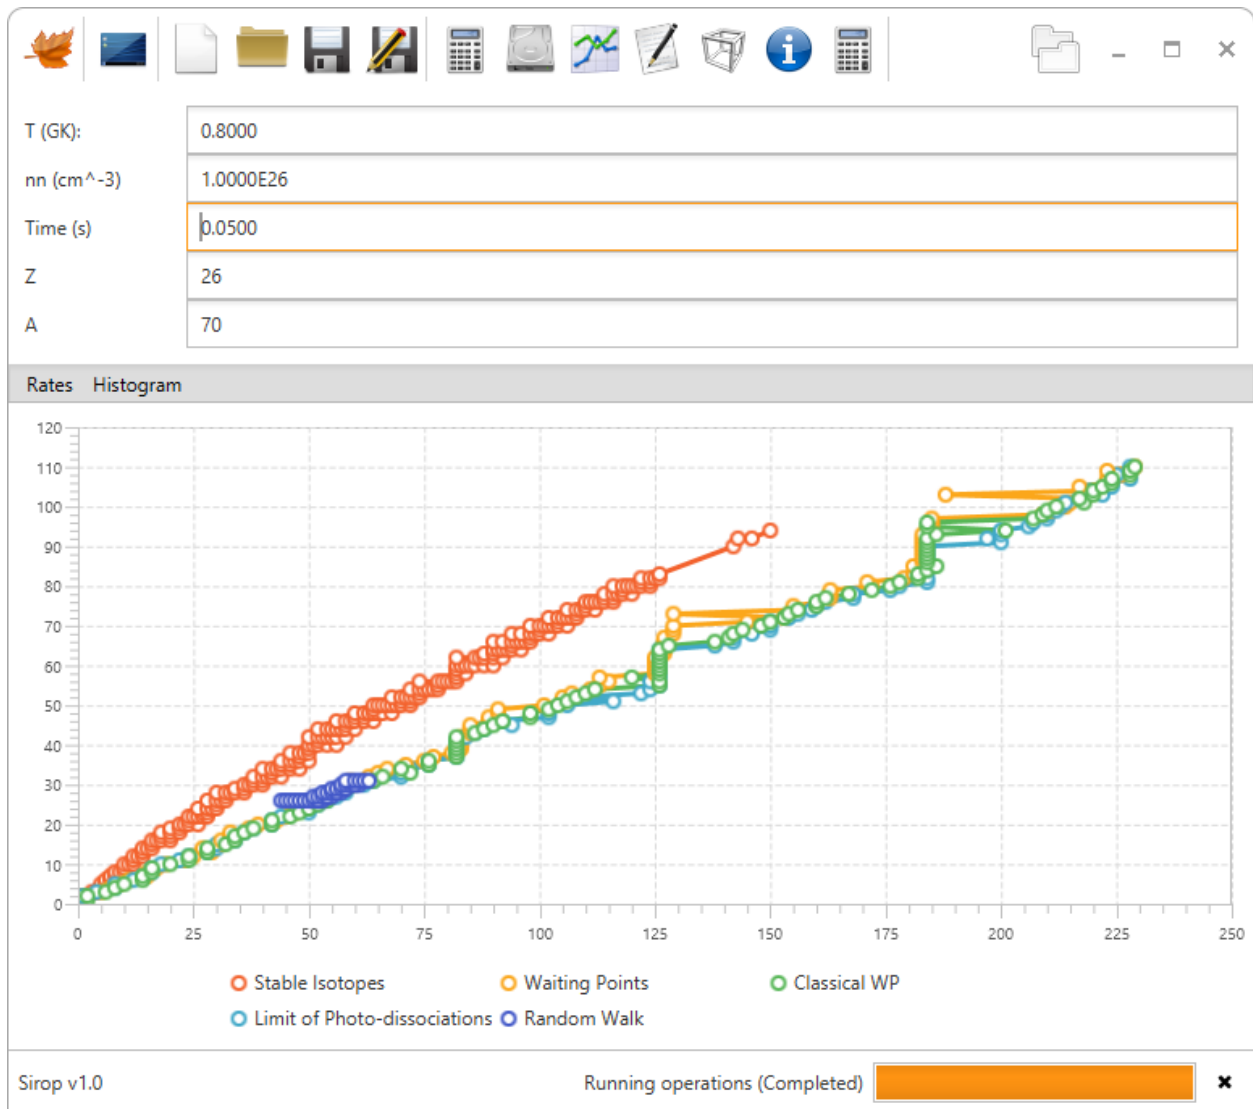 T (GK): 0.8000
nn (cm^-3) 1.0000E26
Time (s) 0.0500
Z 26
A 70
Rates Histogram
120
110
100
90
80
70
60
50
40
30
20
10
0
0 25 50 75 100 125 150 175 200 225 250
Stable Isotopes Waiting Points Classical WP
Limit of Photo-dissociations Random Walk
Sirop v1.0 Running operations (Completed)